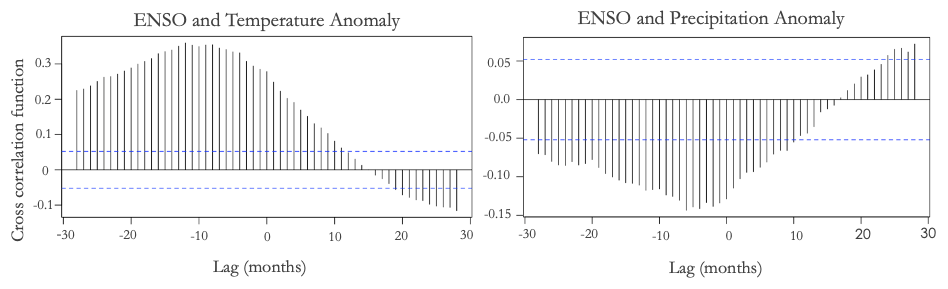 ENSO and Temperature Anomaly
Cross correlation function
0.3
0.2
0.1
0
-0.1
-30 -20 -10 0 10 20 30
Lag (months)
ENSO and Precipitation Anomaly
0.05
0.0
-0.05
-0.10
-0.15
-30 -20 -10 0 10 20 30
Lag (months)